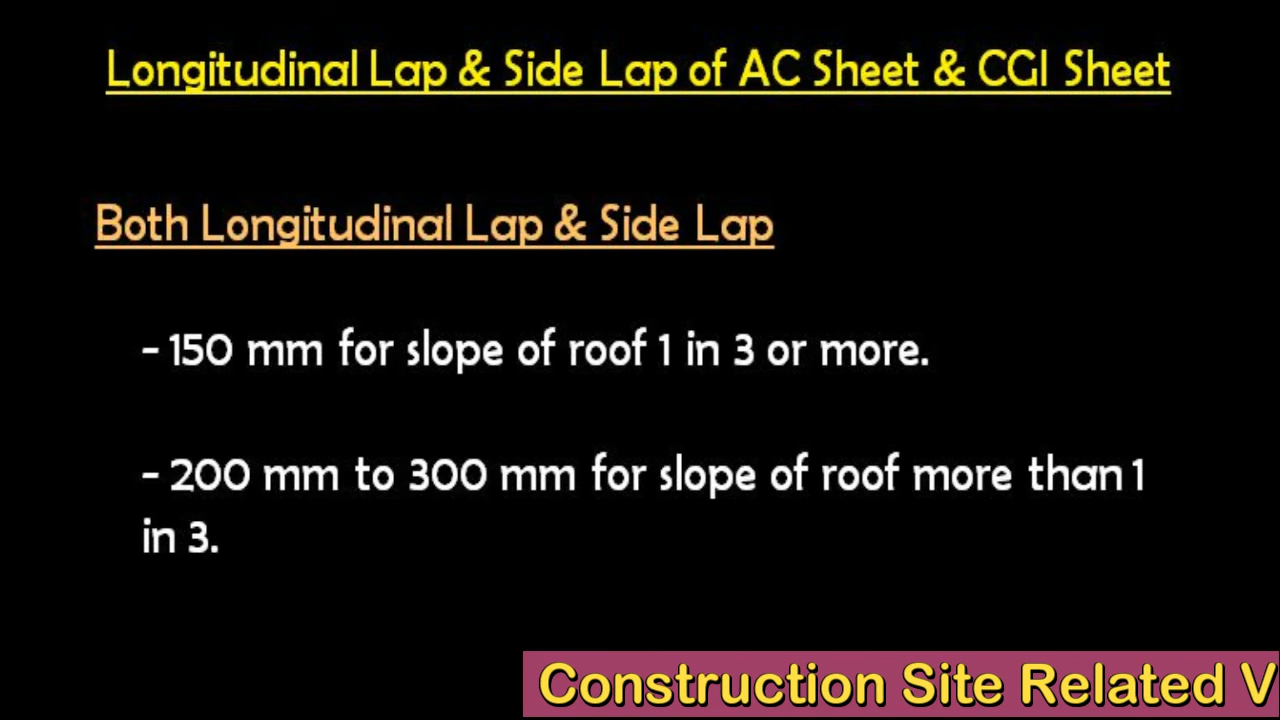 Longitudinal Lap & Side Lap of AC Sheet & CGI Sheet
Both Longitudinal Lap & Side Lap
- 150 mm for slope of roof 1 in 3 or more.
- 200 mm to 300 mm for slope of roof more than 1
in 3.
Construction Site Related V